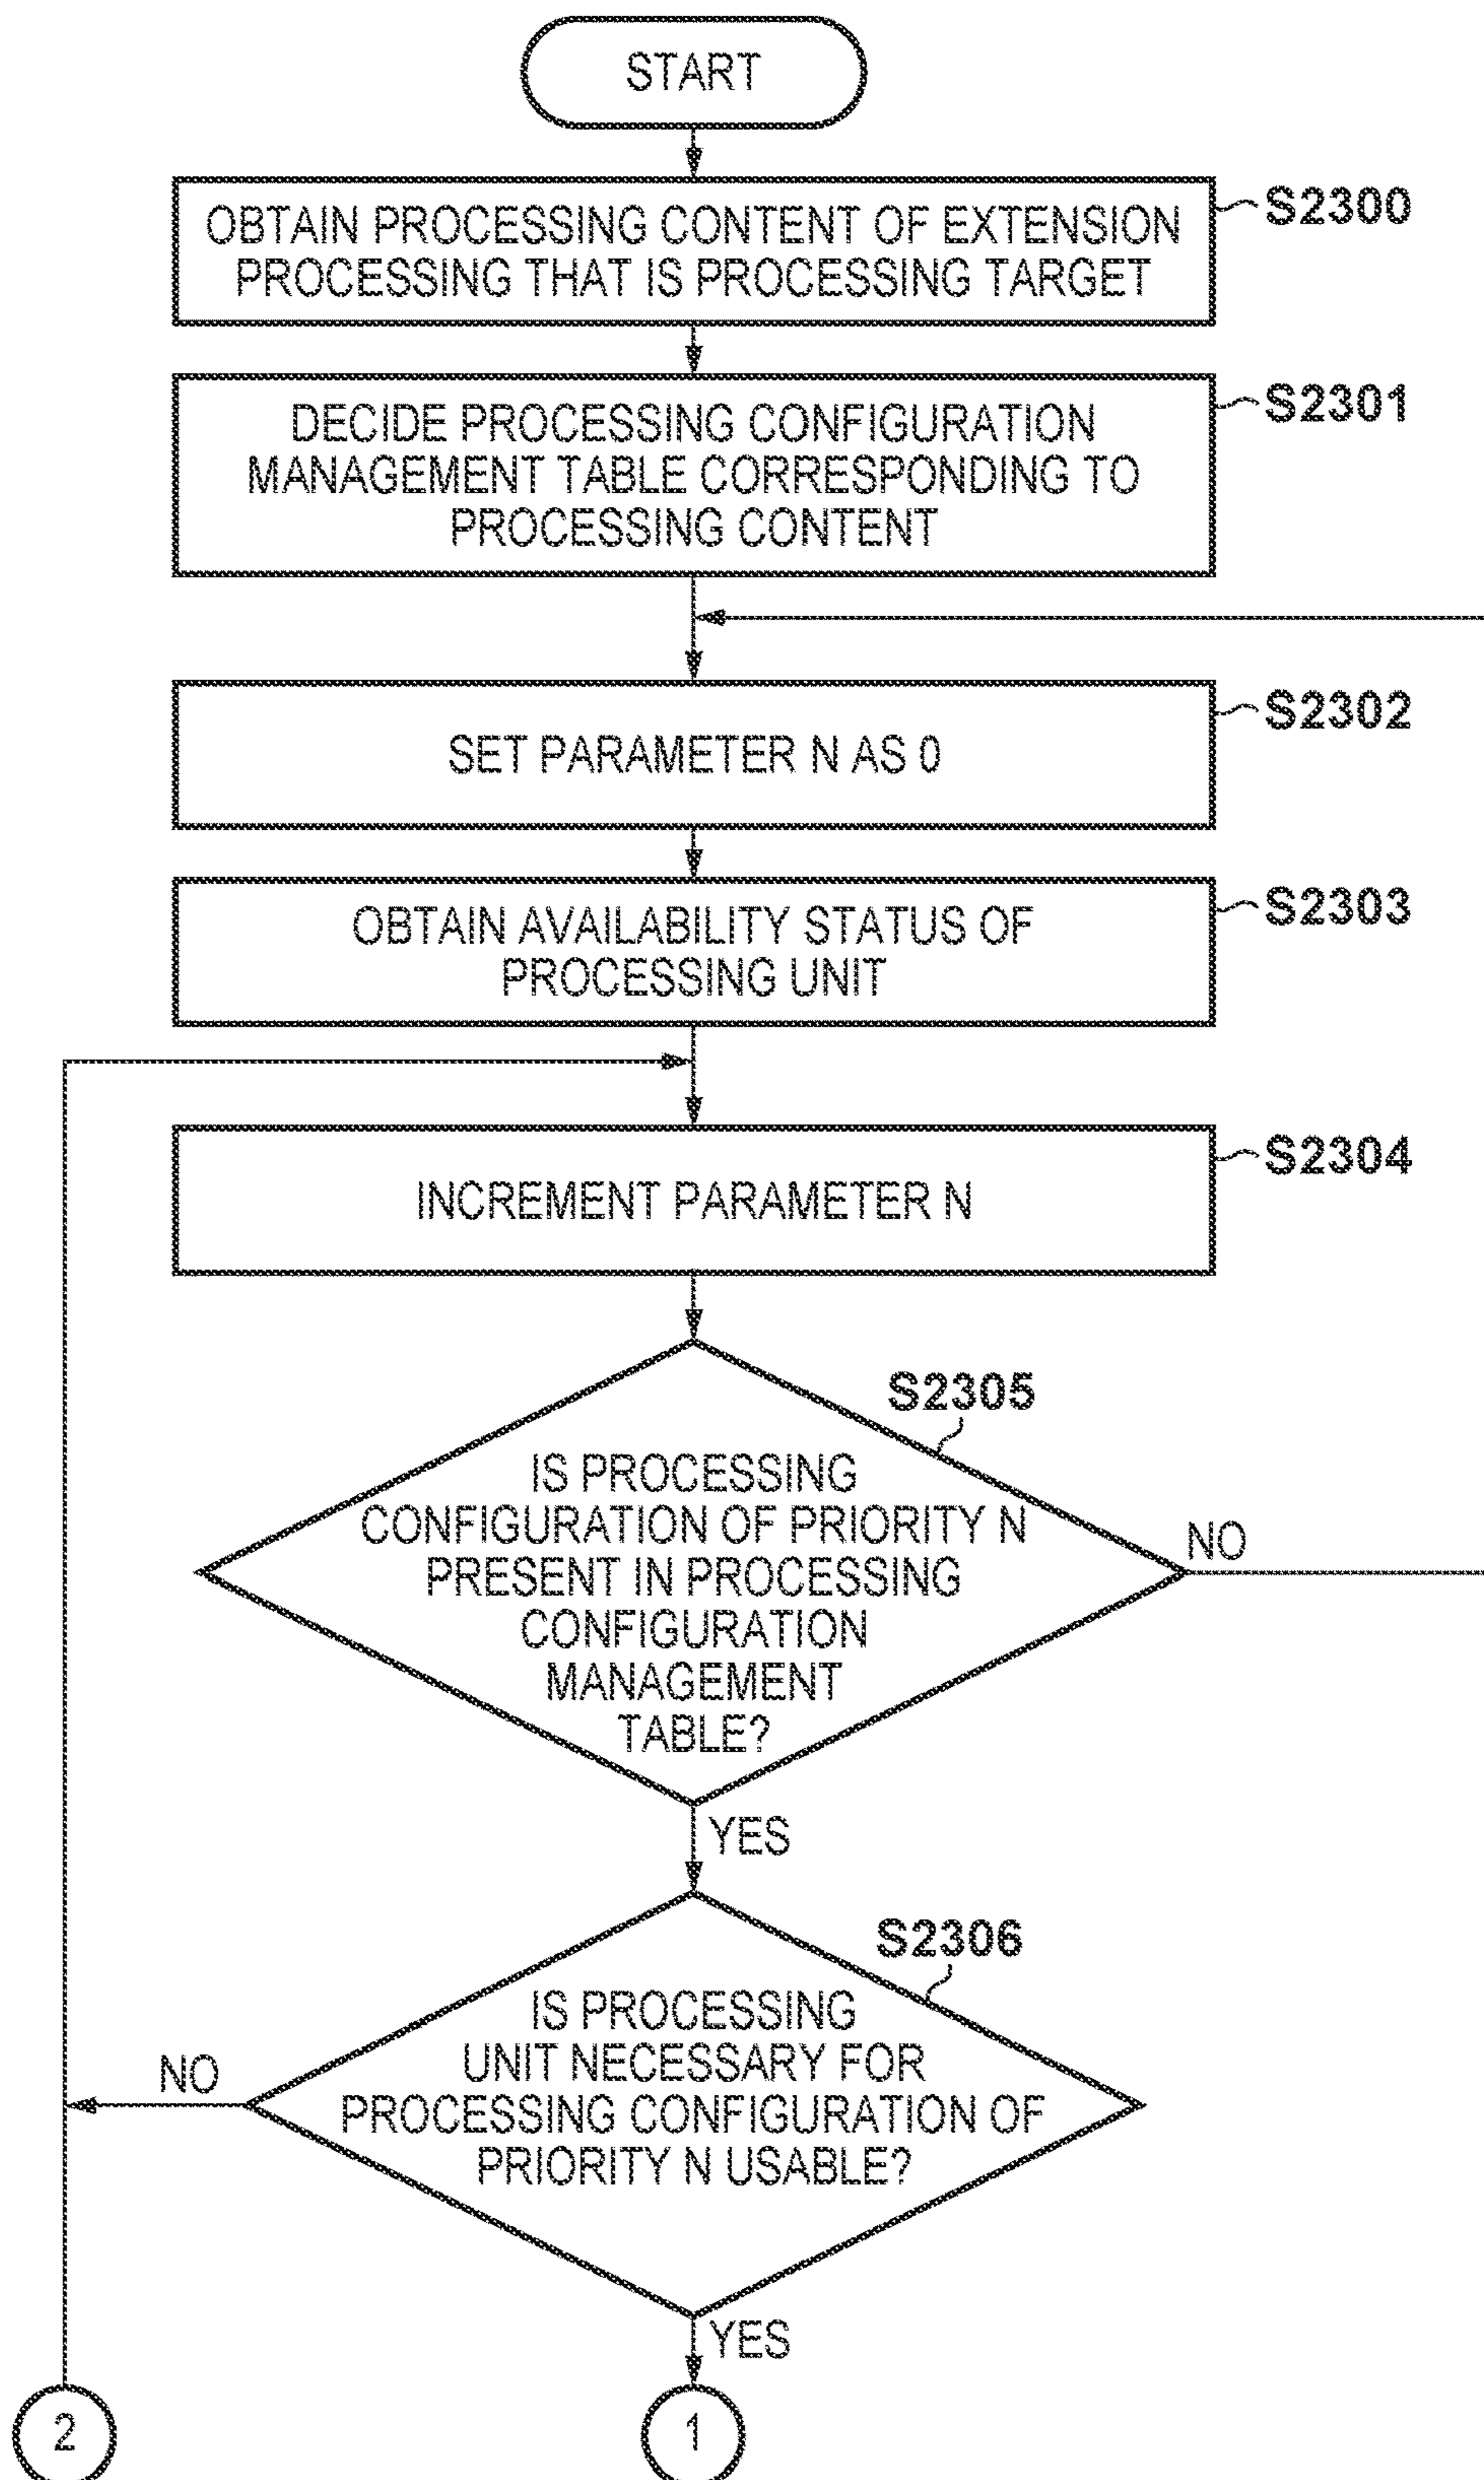 START
OBTAIN PROCESSING CONTENT OF EXTENSION
PROCESSING THAT IS PROCESSING TARGET
S2300
DECIDE PROCESSING CONFIGURATION
MANAGEMENT TABLE CORRESPONDING TO
PROCESSING CONTENT
S2301
SET PARAMETER N AS 0
S2302
OBTAIN AVAILABILITY STATUS OF
PROCESSING UNIT
S2303
INCREMENT PARAMETER N
S2304
S2305
IS PROCESSING
CONFIGURATION OF PRIORITY N
PRESENT IN PROCESSING
CONFIGURATION
MANAGEMENT
TABLE?
NO
YES
S2306
IS PROCESSING
UNIT NECESSARY FOR
PROCESSING CONFIGURATION OF
PRIORITY N USABLE?
NO
YES
2
1